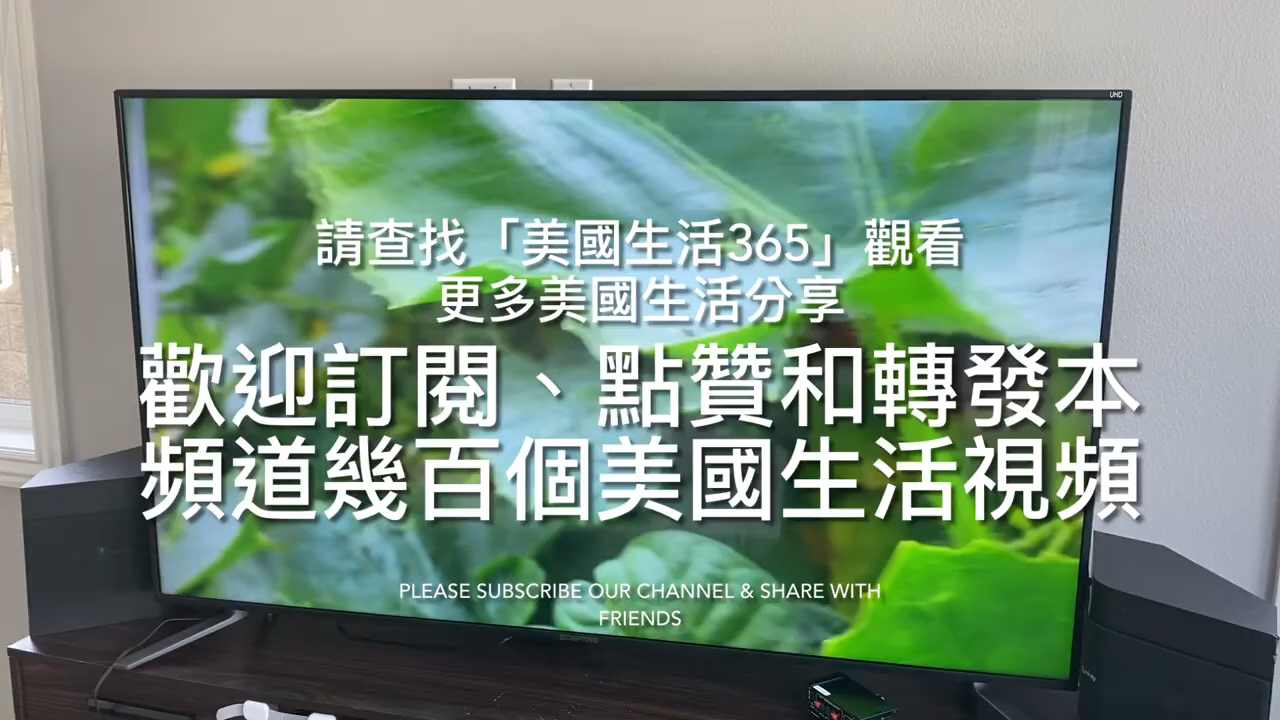 UHD
請查找「美國生活365」觀看
更多美國生活分享
歡迎訂閱、點贊和轉發本
頻道幾百個美國生活視頻
PLEASE SUBSCRIBE OUR CHANNEL & SHARE WITH
FRIENDS
SCEPTRE